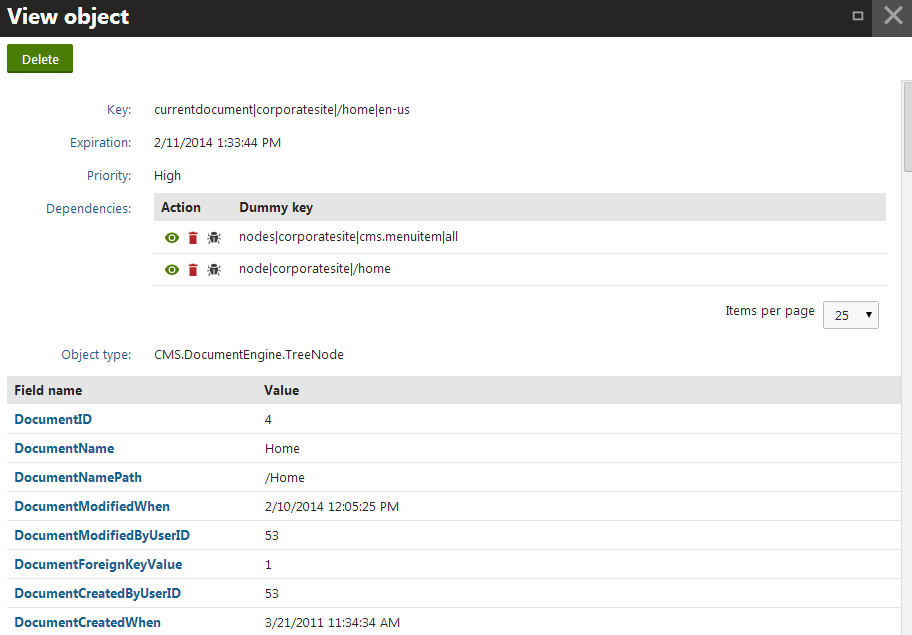 View object
Delete
Key: currentdocument|corporatesite|/home|en-us
Expiration: 2/11/2014 1:33:44 PM
Priority: High
Dependencies: Action Dummy key
nodes|corporatesite|cms.menuitem|all
node|corporatesite|/home
Items per page 25
Object type: CMS.DocumentEngine.TreeNode
Field name Value
DocumentID 4
DocumentName Home
DocumentNamePath /Home
DocumentModifiedWhen 2/10/2014 12:05:25 PM
DocumentModifiedByUserID 53
DocumentForeignKeyValue 1
DocumentCreatedByUserID 53
DocumentCreatedWhen 3/21/2011 11:34:34 AM